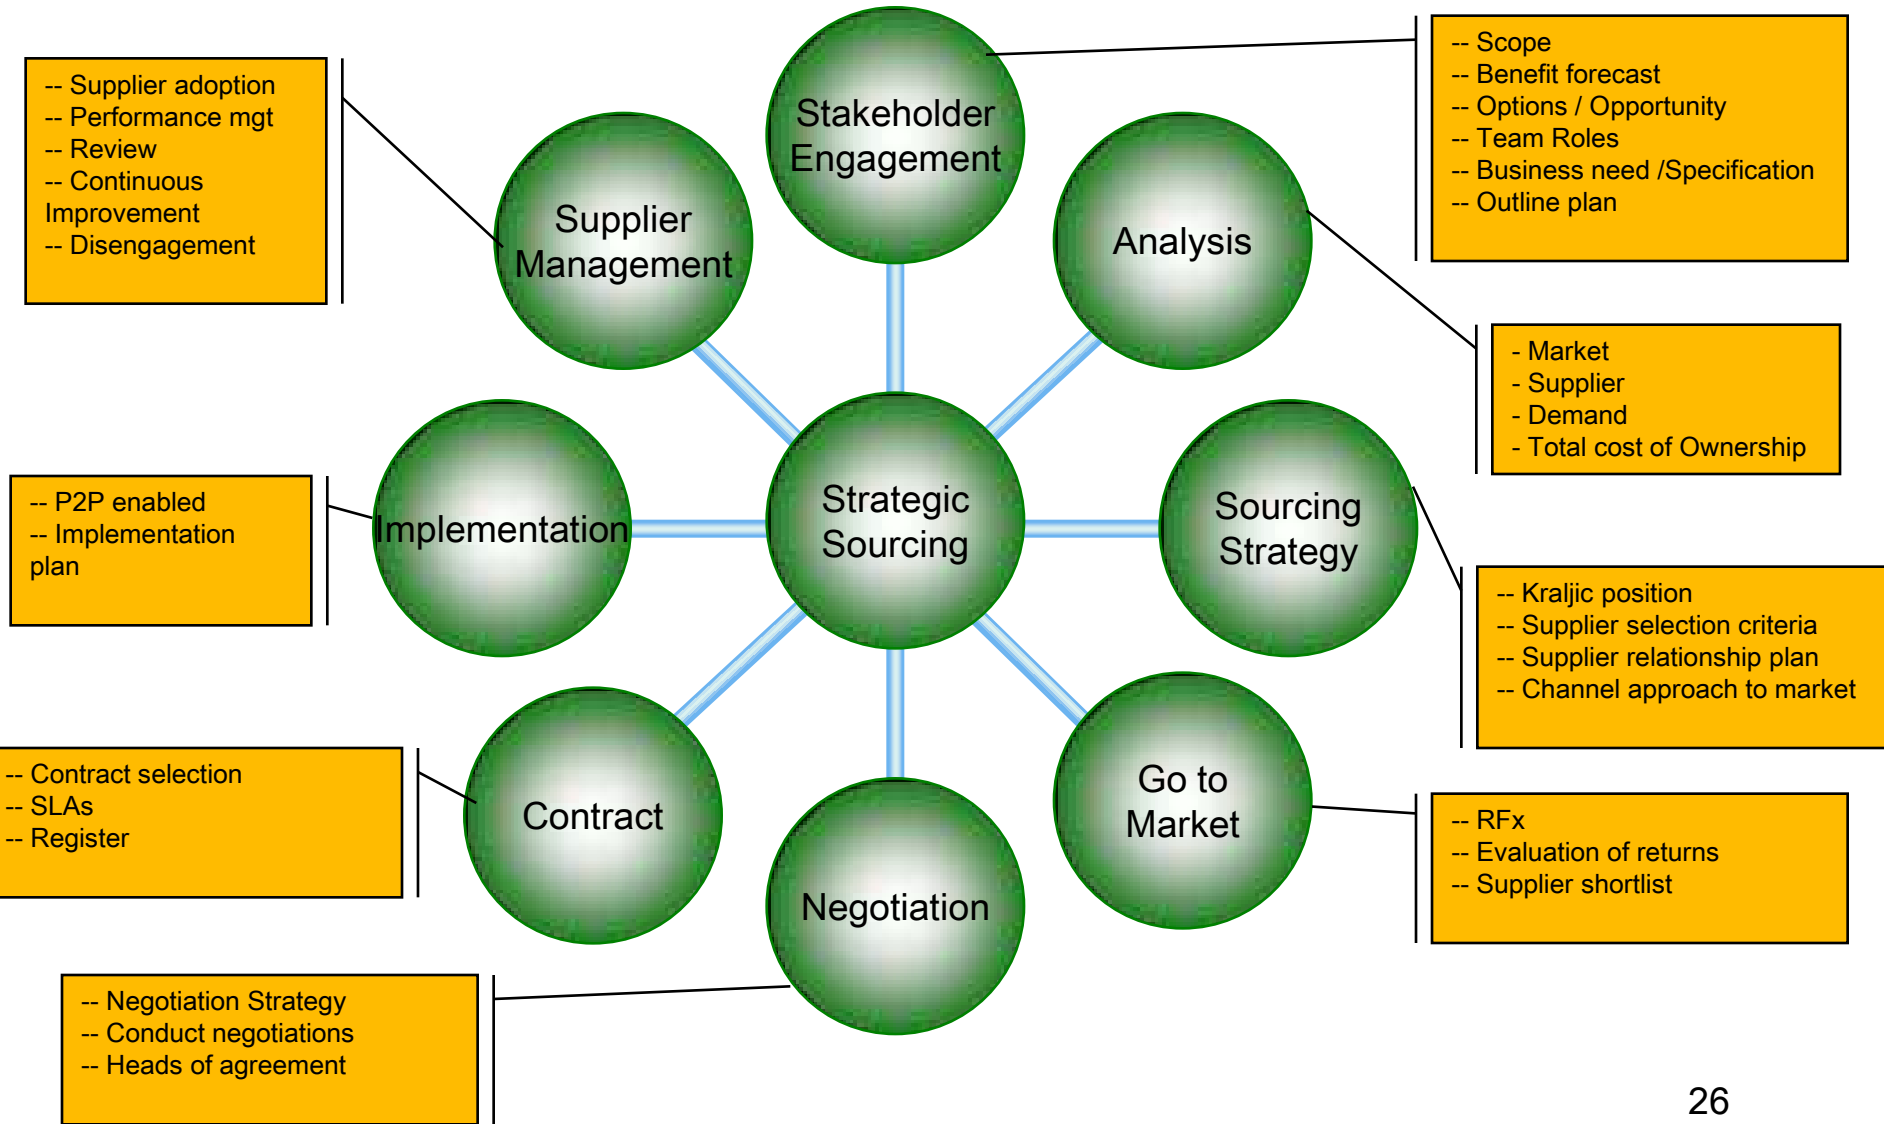 Stakeholder
Engagement
-- Scope
-- Benefit forecast
-- Options / Opportunity
-- Team Roles
-- Business need /Specification
-- Outline plan
Analysis
- Market
- Supplier
- Demand
- Total cost of Ownership
Sourcing
Strategy
-- Kraljic position
-- Supplier selection criteria
-- Supplier relationship plan
-- Channel approach to market
Go to
Market
-- RFx
-- Evaluation of returns
-- Supplier shortlist
Negotiation
-- Negotiation Strategy
-- Conduct negotiations
-- Heads of agreement
Contract
-- Contract selection
-- SLAs
-- Register
Implementation
-- P2P enabled
-- Implementation
plan
Supplier
Management
-- Supplier adoption
-- Performance mgt
-- Review
-- Continuous
Improvement
-- Disengagement
Strategic
Sourcing
26